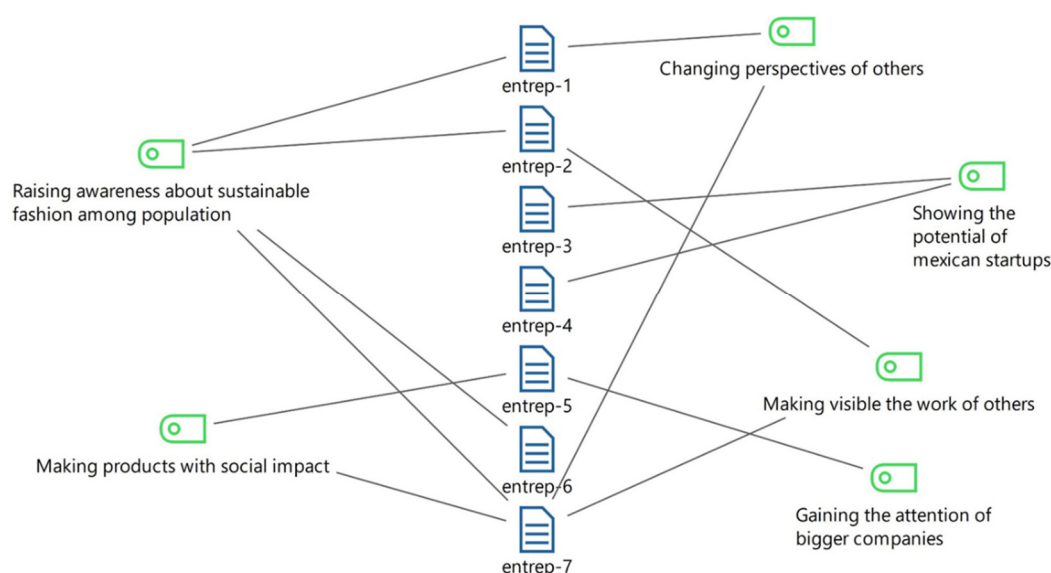 entrep-1
Changing perspectives of others
entrep-2
Raising awareness about sustainable
fashion among population
entrep-3
Showing the
potential of
mexican startups
entrep-4
entrep-5
Making visible the work of others
Making products with social impact
entrep-6
Gaining the attention of
bigger companies
entrep-7